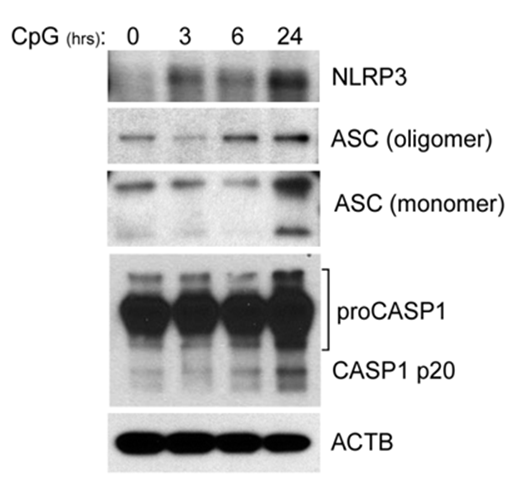 CpG (hrs): 0 3 6 24
NLRP3
ASC (oligomer)
ASC (monomer)
proCASP1
CASP1 p20
ACTB